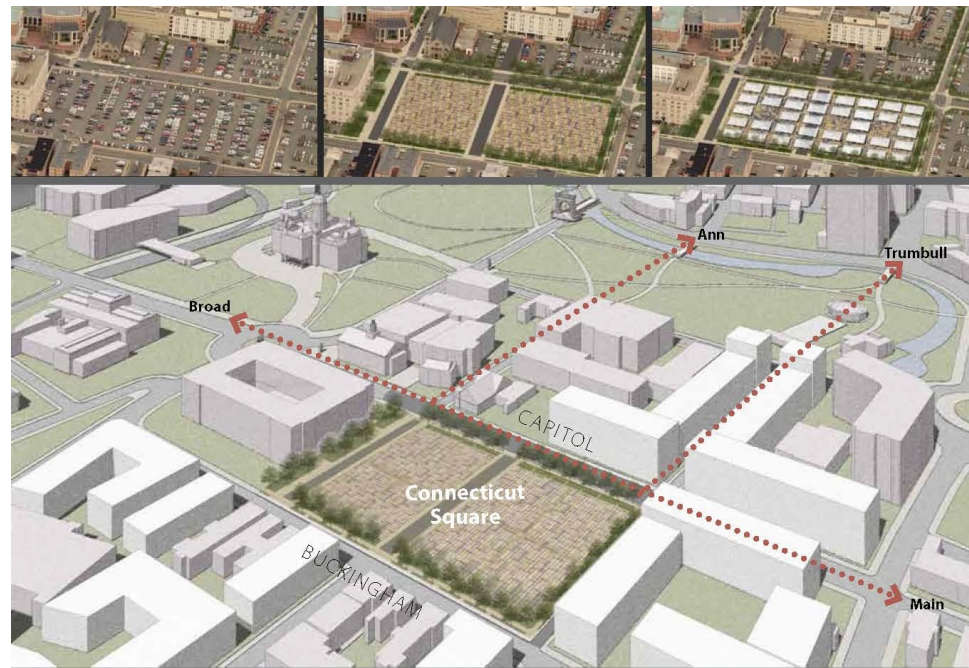 Ann
Trumbull
Broad
CAPITOL
Connecticut
Square
BUCKINGHAM
Main